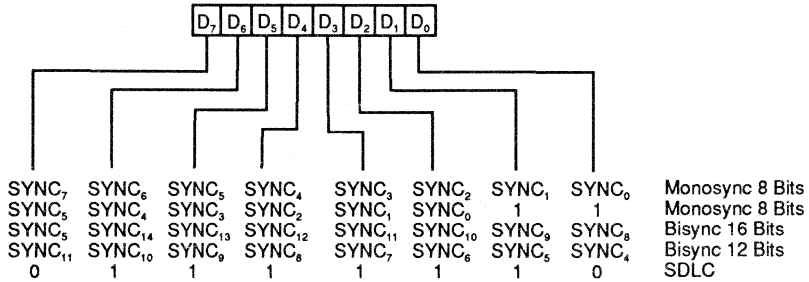 D₇ D₆ D₅ D₄ D₃ D₂ D₁ D₀
SYNC₇ SYNC₆ SYNC₅ SYNC₄ SYNC₃ SYNC₂ SYNC₁ SYNC₀ Monosync 8 Bits
SYNC₅ SYNC₄ SYNC₃ SYNC₂ SYNC₁ SYNC₀ 1 1 Monosync 8 Bits
SYNC₅ SYNC₁₄ SYNC₁₃ SYNC₁₂ SYNC₁₁ SYNC₁₀ SYNC₉ SYNC₈ Bisync 16 Bits
SYNC₁₁ SYNC₁₀ SYNC₉ SYNC₈ SYNC₇ SYNC₆ SYNC₅ SYNC₄ Bisync 12 Bits
0 1 1 1 1 1 1 0 SDLC